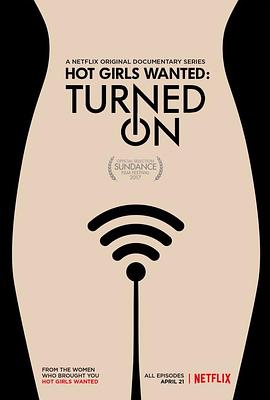 A NETFLIX ORIGINAL DOCUMENTARY SERIES
HOT GIRLS WANTED:
TURNED
ON
OFFICIAL SELECTION
SUNDANCE
FILM FESTIVAL
2017
FROM THE WOMEN
WHO BROUGHT YOU
HOT GIRLS WANTED
ALL EPISODES
APRIL 21
NETFLIX